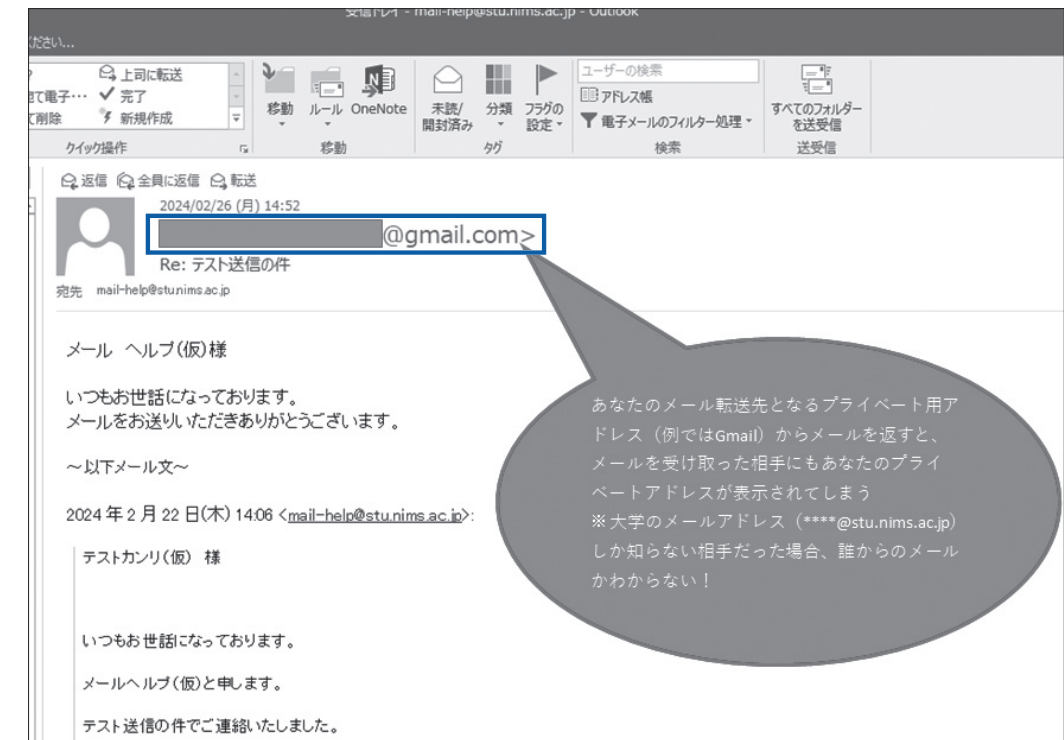 受信トレイ - mail-help@stu.nims.ac.jp - Outlook
ください...
上司に転送
て電子… 完了
て削除 新規作成
クイック操作
移動
ルール
OneNote
移動
未読/
開封済み
分類
フラグの
設定
タグ
ユーザーの検索
アドレス帳
電子メールのフィルター処理
検索
すべてのフォルダー
を送受信
送受信
返信 全員に返信 転送
2024/02/26 (月) 14:52
@gmail.com>
Re: テスト送信の件
宛先 mail-help@stu.nims.ac.jp
メール ヘルプ(仮)様
いつもお世話になっております。
メールをお送りいただきありがとうございます。
～以下メール文～
2024 年 2 月 22 日(木) 14:06 <mail-help@stu.nims.ac.jp>:
テストカンリ(仮) 様
いつもお世話になっております。
メールヘルプ(仮)と申します。
テスト送信の件でご連絡いたしました。
あなたのメール転送先となるプライベート用ア
ドレス（例ではGmail）からメールを返すと、
メールを受け取った相手にもあなたのプライ
ベートアドレスが表示されてしまう
※大学のメールアドレス（****@stu.nims.ac.jp）
しか知らない相手だった場合、誰からのメール
かわからない！